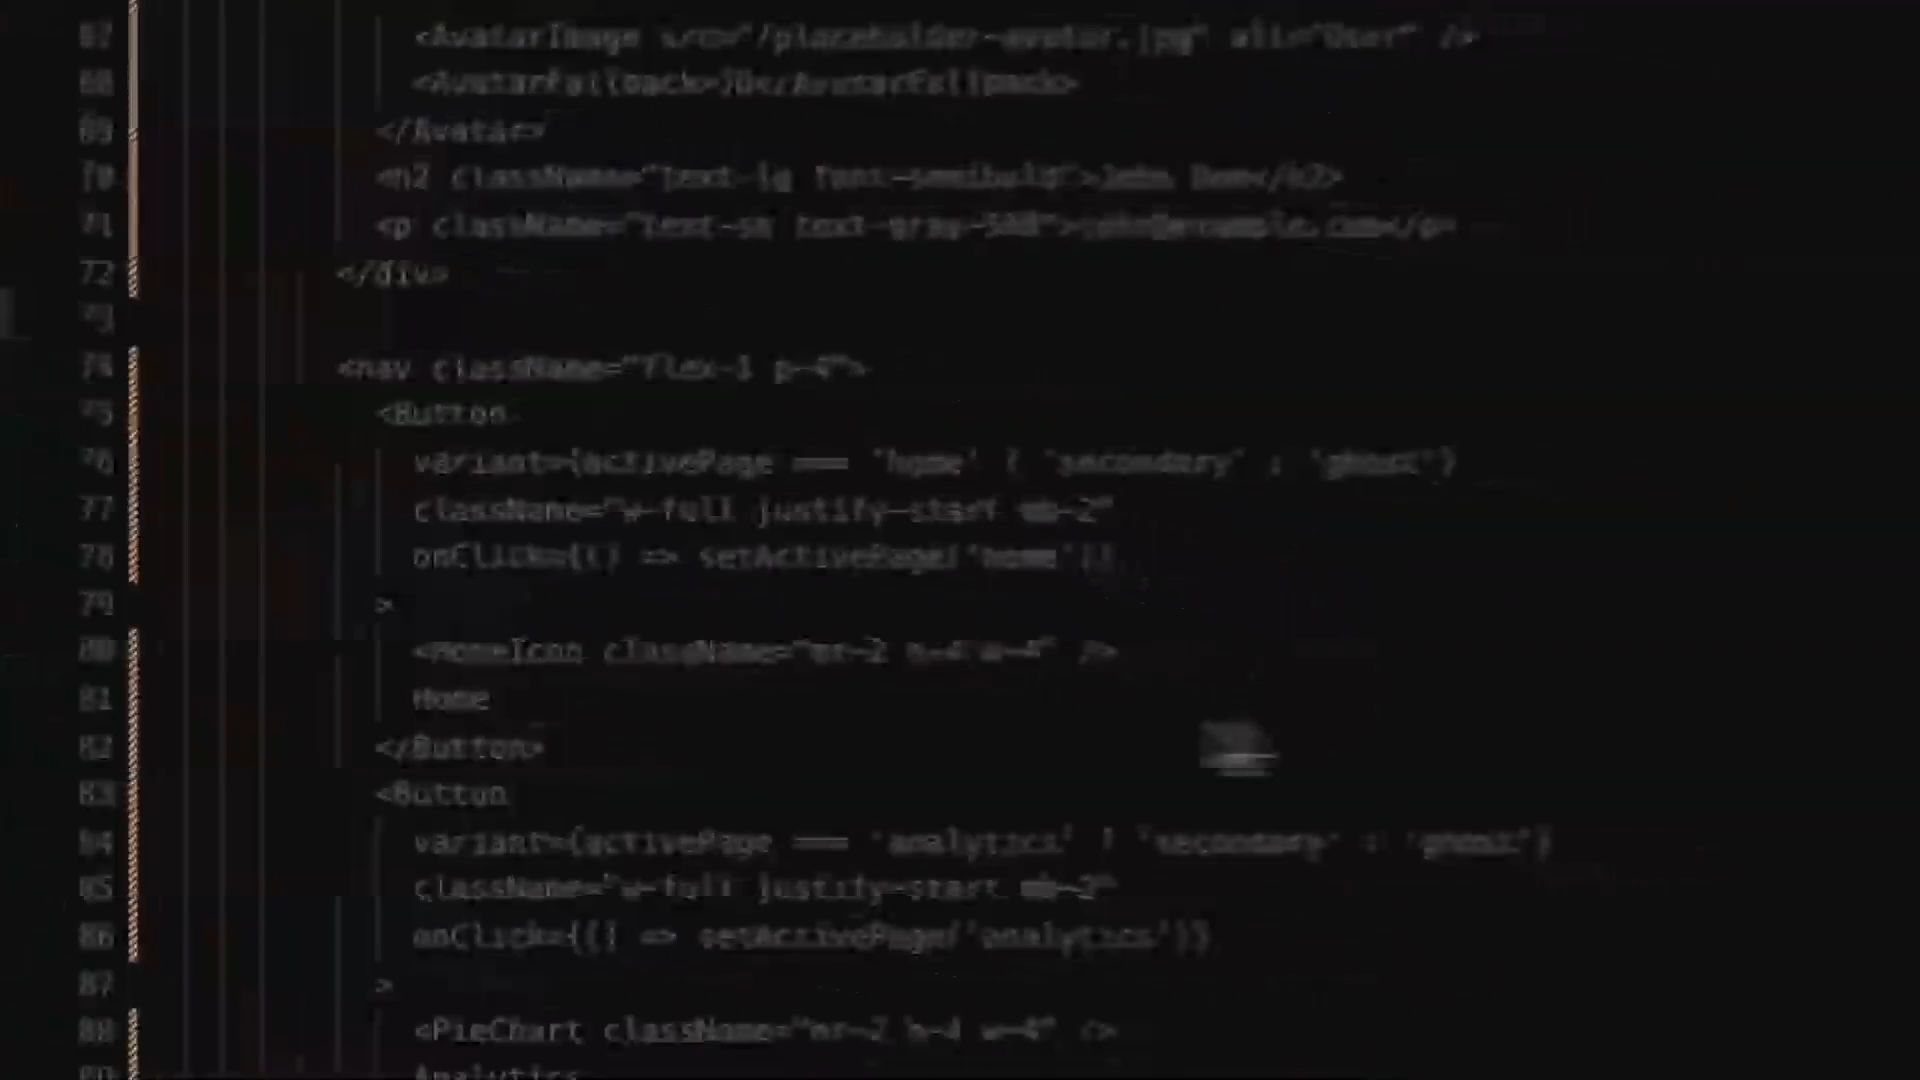 67 <AvatarImage src="/placeholder-avatar.jpg" alt="User" />
68 <AvatarFallback>JD</AvatarFallback>
69 </Avatar>
70 <h2 className="text-lg font-semibold">John Doe</h2>
71 <p className="text-sm text-gray-500">john@example.com</p>
72 </div>
73
74 <nav className="flex-1 p-4">
75 <Button
76 variant={activePage === 'home' ? 'secondary' : 'ghost'}
77 className="w-full justify-start mb-2"
78 onClick={() => setActivePage('home')}
79 >
80 <HomeIcon className="mr-2 h-4 w-4" />
81 Home
82 </Button>
83 <Button
84 variant={activePage === 'analytics' ? 'secondary' : 'ghost'}
85 className="w-full justify-start mb-2"
86 onClick={() => setActivePage('analytics')}
87 >
88 <PieChart className="mr-2 h-4 w-4" />
89 Analytics